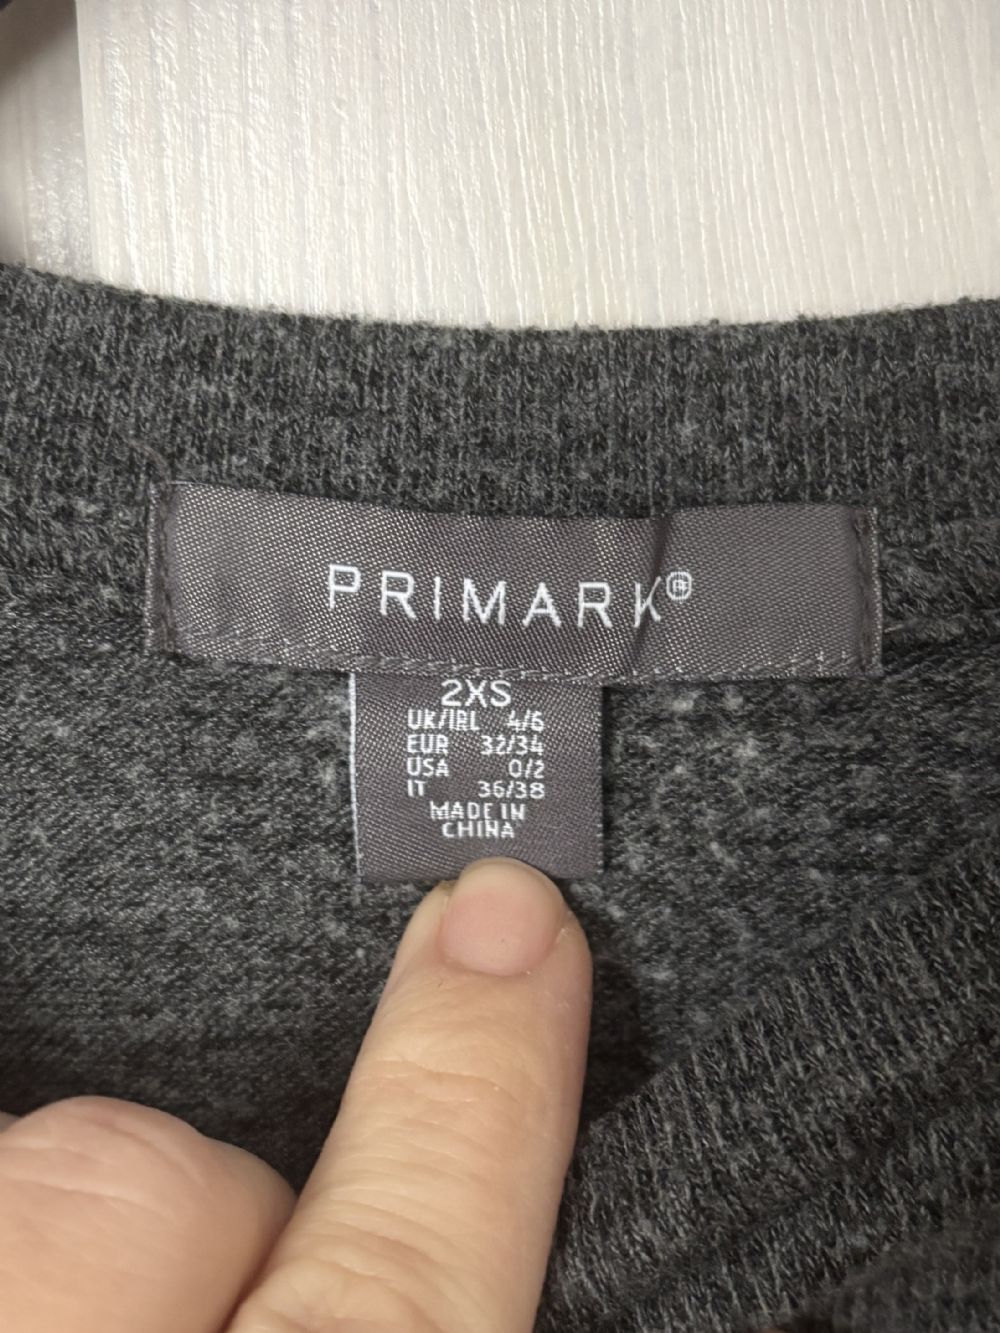 PRIMARK®
2XS
UK/IRL 4/6
EUR 32/34
USA 0/2
IT 36/38
MADE IN
CHINA